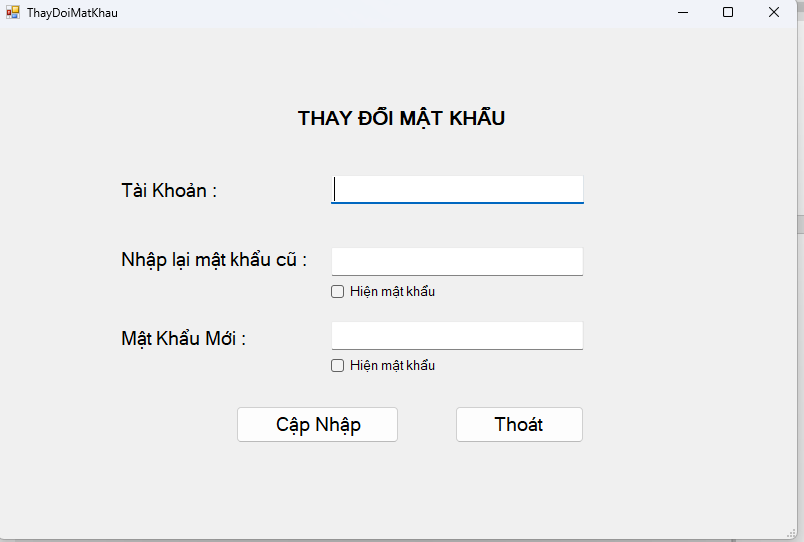 ThayDoiMatKhau
THAY ĐỔI MẬT KHẨU
Tài Khoản :
Nhập lại mật khẩu cũ :
Hiện mật khẩu
Mật Khẩu Mới :
Hiện mật khẩu
Cập Nhập Thoát